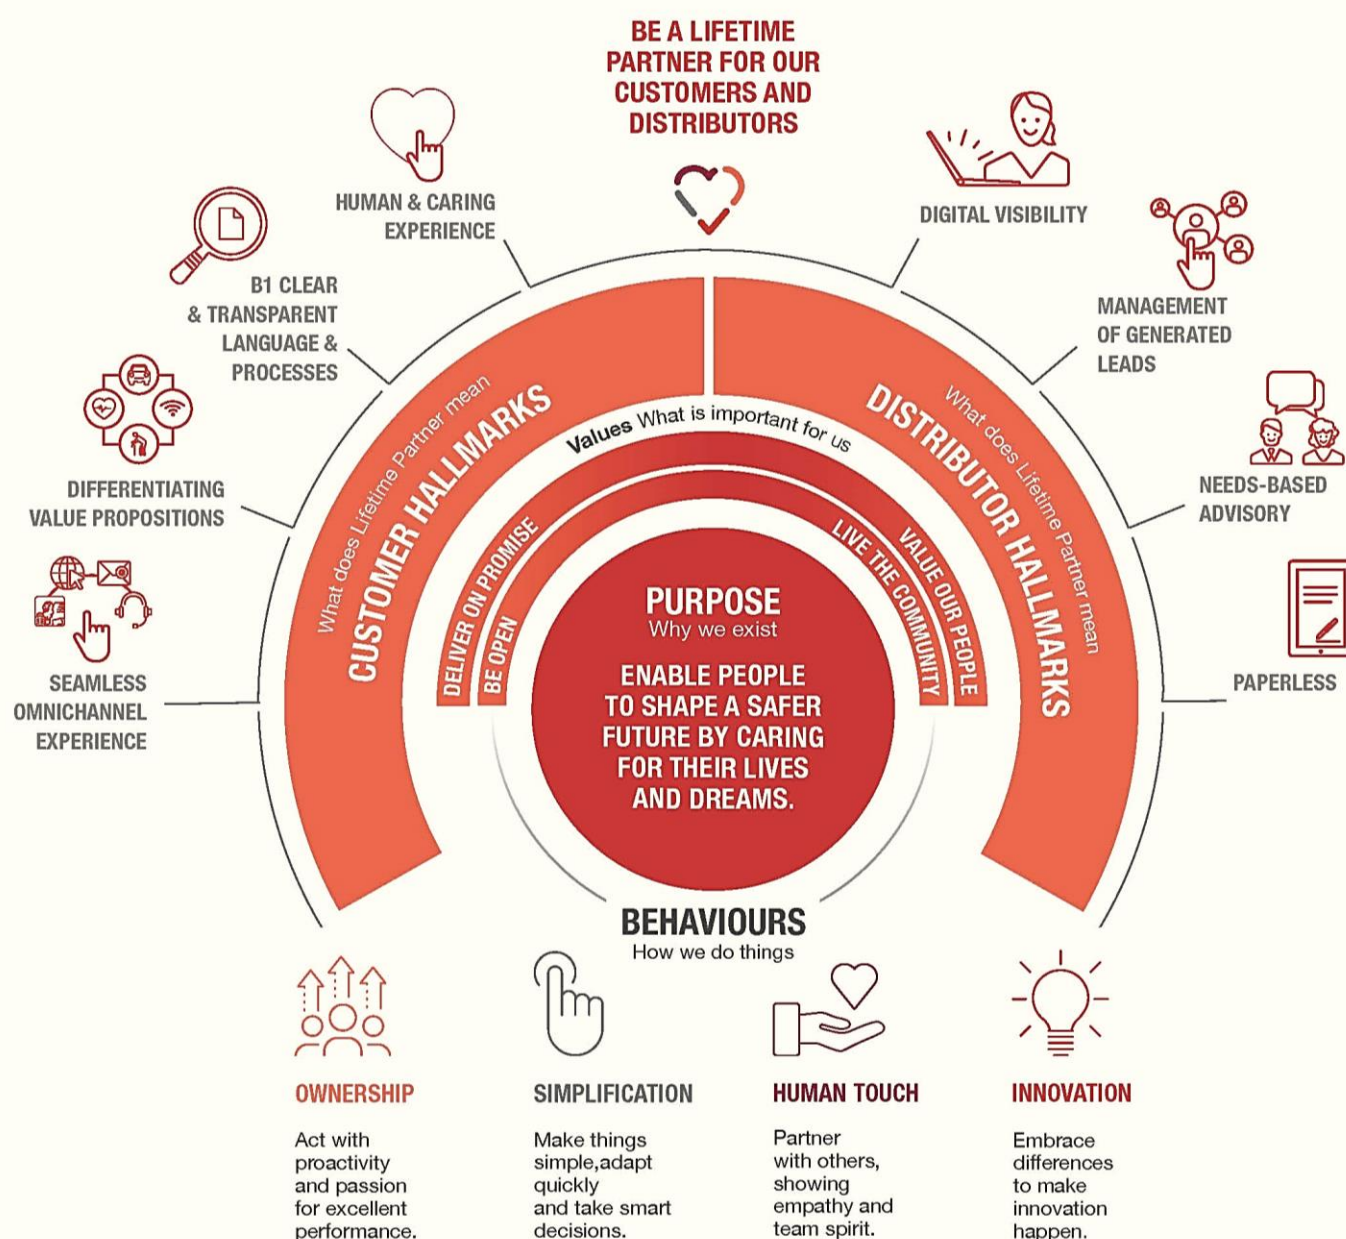 BE A LIFETIME
PARTNER FOR OUR
CUSTOMERS AND
DISTRIBUTORS
HUMAN & CARING
EXPERIENCE
B1 CLEAR
& TRANSPARENT
LANGUAGE &
PROCESSES
DIFFERENTIATING
VALUE PROPOSITIONS
SEAMLESS
OMNICHANNEL
EXPERIENCE
DIGITAL VISIBILITY
MANAGEMENT
OF GENERATED
LEADS
NEEDS-BASED
ADVISORY
PAPERLESS
What does Lifetime Partner mean
CUSTOMER HALLMARKS
What does Lifetime Partner mean
DISTRIBUTOR HALLMARKS
Values What is important for us
DELIVER ON PROMISE
VALUE OUR PEOPLE
BE OPEN
LIVE THE COMMUNITY
PURPOSE
Why we exist
ENABLE PEOPLE
TO SHAPE A SAFER
FUTURE BY CARING
FOR THEIR LIVES
AND DREAMS.
BEHAVIOURS
How we do things
OWNERSHIP
Act with
proactivity
and passion
for excellent
performance.
SIMPLIFICATION
Make things
simple,adapt
quickly
and take smart
decisions.
HUMAN TOUCH
Partner
with others,
showing
empathy and
team spirit.
INNOVATION
Embrace
differences
to make
innovation
happen.